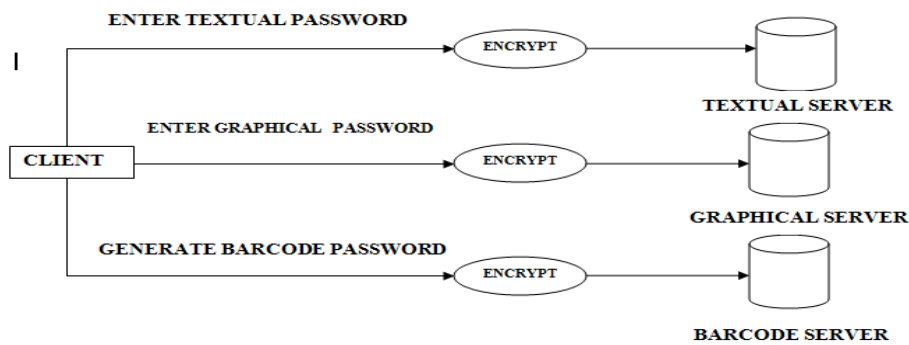 ENTER TEXTUAL PASSWORD
ENCRYPT
TEXTUAL SERVER
ENTER GRAPHICAL PASSWORD
CLIENT
ENCRYPT
GRAPHICAL SERVER
GENERATE BARCODE PASSWORD
ENCRYPT
BARCODE SERVER